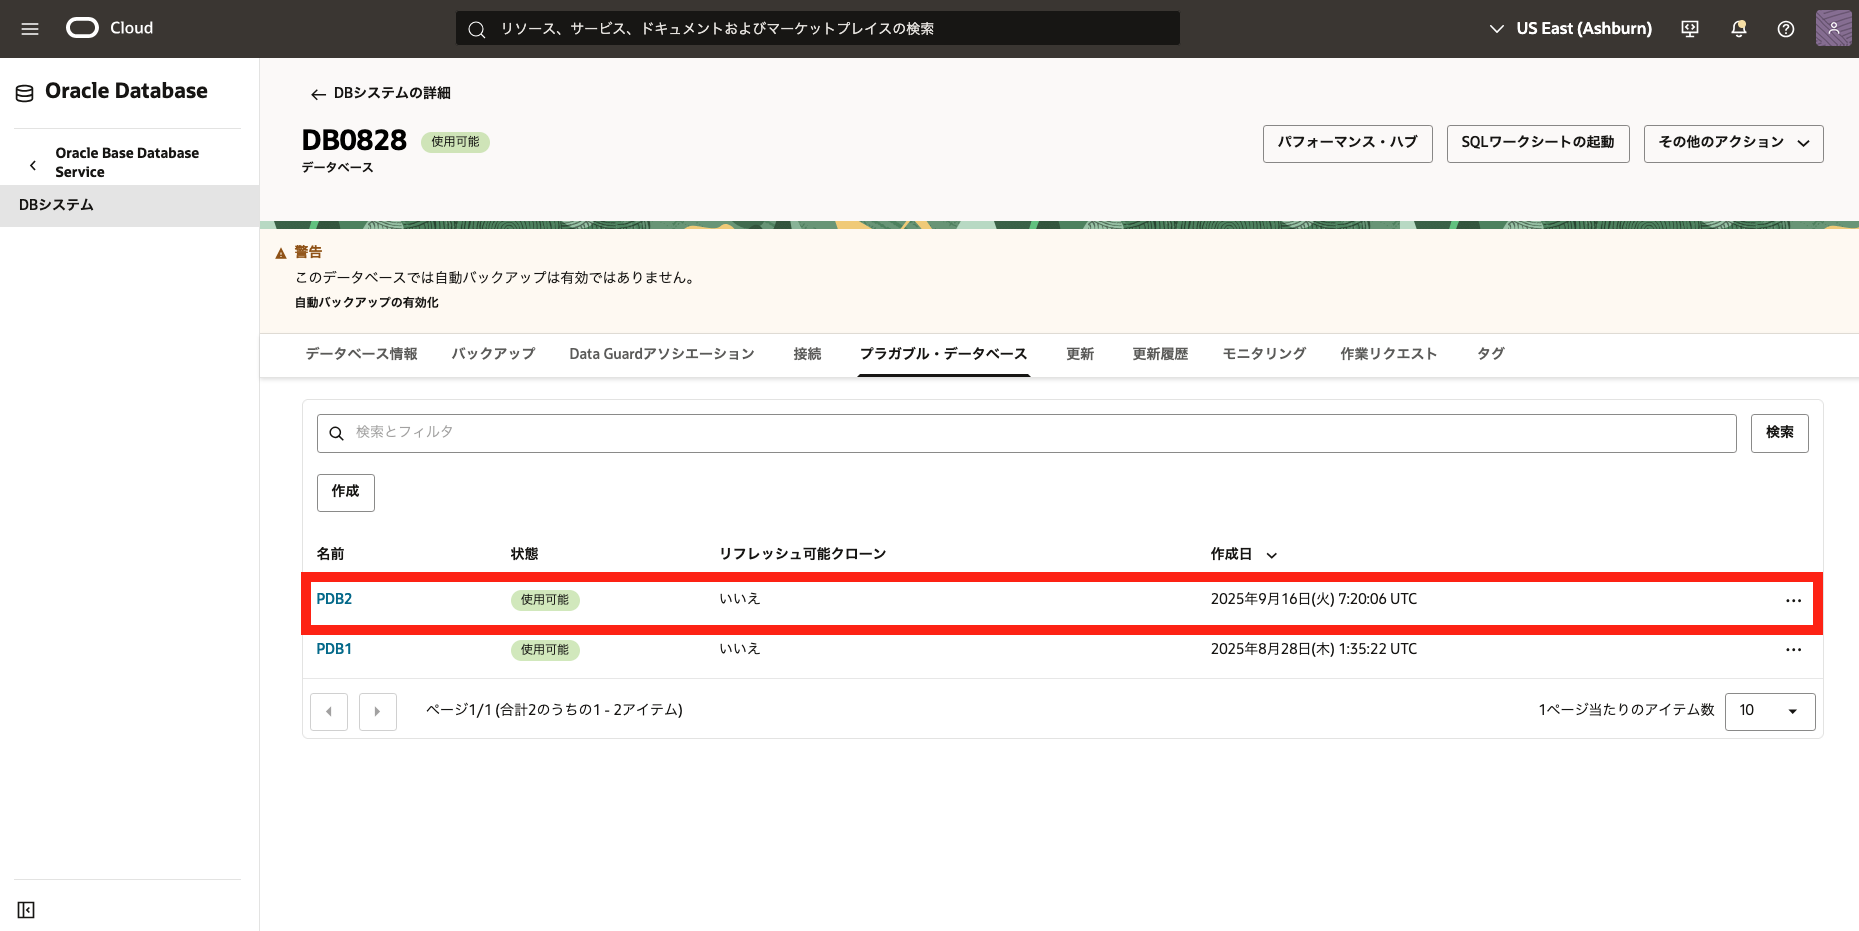 Cloud
リソース、サービス、ドキュメントおよびマーケットプレイスの検索
US East (Ashburn)
Oracle Database
Oracle Base Database
Service
DBシステム
DBシステムの詳細
DB0828
使用可能
データベース
パフォーマンス・ハブ
SQLワークシートの起動
その他のアクション
警告
このデータベースでは自動バックアップは有効ではありません。
自動バックアップの有効化
データベース情報
バックアップ
Data Guardアソシエーション
接続
プラガブル・データベース
更新
更新履歴
モニタリング
作業リクエスト
タグ
検索とフィルタ
検索
作成
名前
状態
リフレッシュ可能クローン
作成日
PDB2
使用可能
いいえ
2025年9月16日(火) 7:20:06 UTC
PDB1
使用可能
いいえ
2025年8月28日(木) 1:35:22 UTC
ページ1/1 (合計2のうちの1 - 2アイテム)
1ページ当たりのアイテム数
10